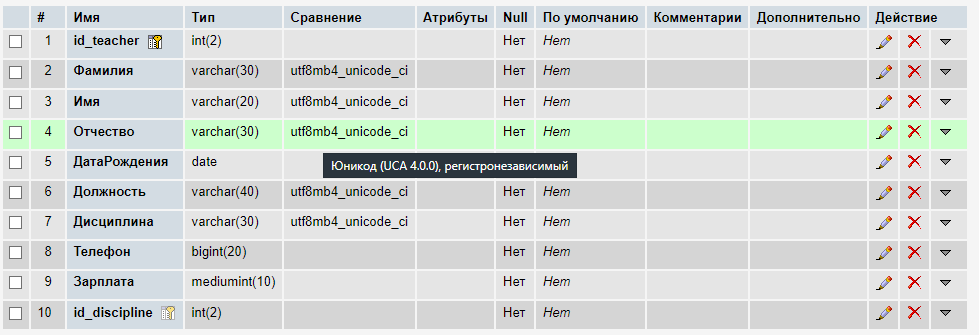 # Имя Тип Сравнение Атрибуты Null По умолчанию Комментарии Дополнительно Действие
1 id_teacher int(2) Нет Нет
2 Фамилия varchar(30) utf8mb4_unicode_ci Нет Нет
3 Имя varchar(20) utf8mb4_unicode_ci Нет Нет
4 Отчество varchar(30) utf8mb4_unicode_ci Нет Нет
5 ДатаРождения date Нет Нет
Юникод (UCA 4.0.0), регистронезависимый
6 Должность varchar(40) utf8mb4_unicode_ci Нет Нет
7 Дисциплина varchar(30) utf8mb4_unicode_ci Нет Нет
8 Телефон bigint(20) Нет Нет
9 Зарплата mediumint(10) Нет Нет
10 id_discipline int(2) Нет Нет